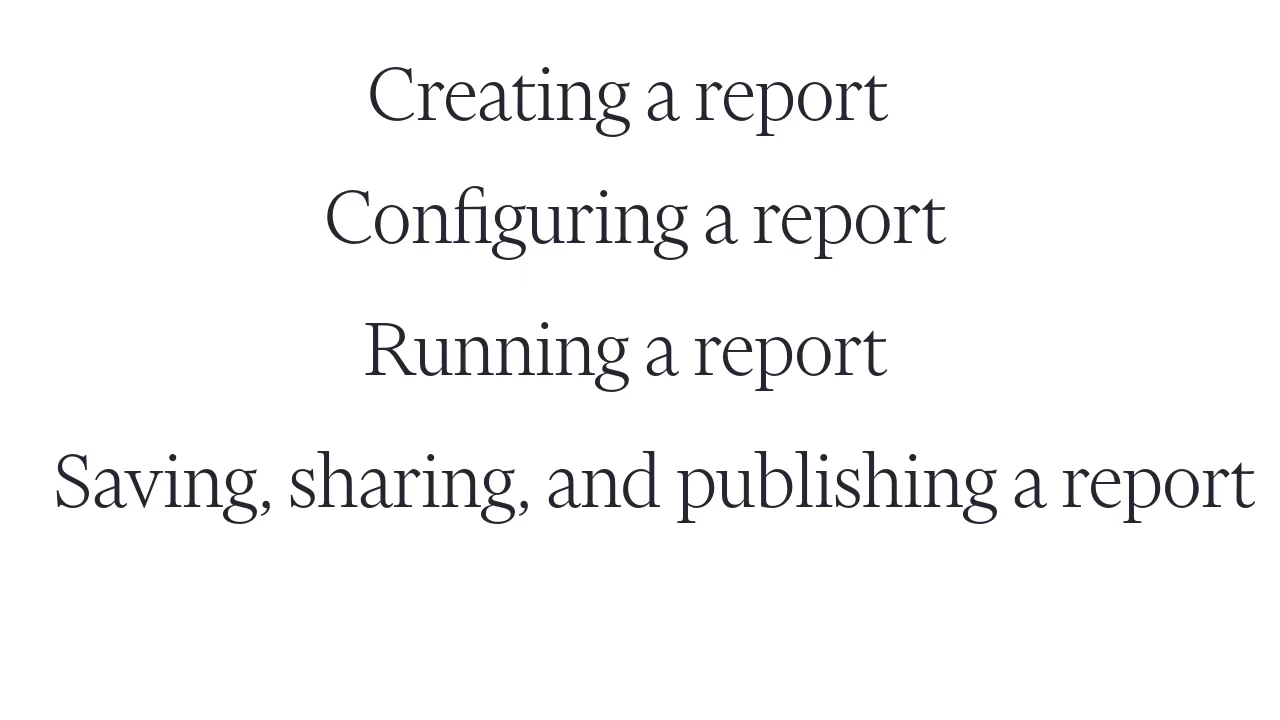 Creating a report
Configuring a report
Running a report
Saving, sharing, and publishing a report